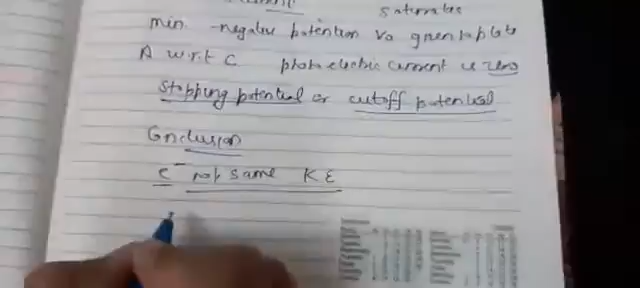 saturates
min. -negative potential Vo given to plate
A w.r.t C photoelectric current is zero
stopping potential or cutoff potential
Conclusion
e⁻ not same KE